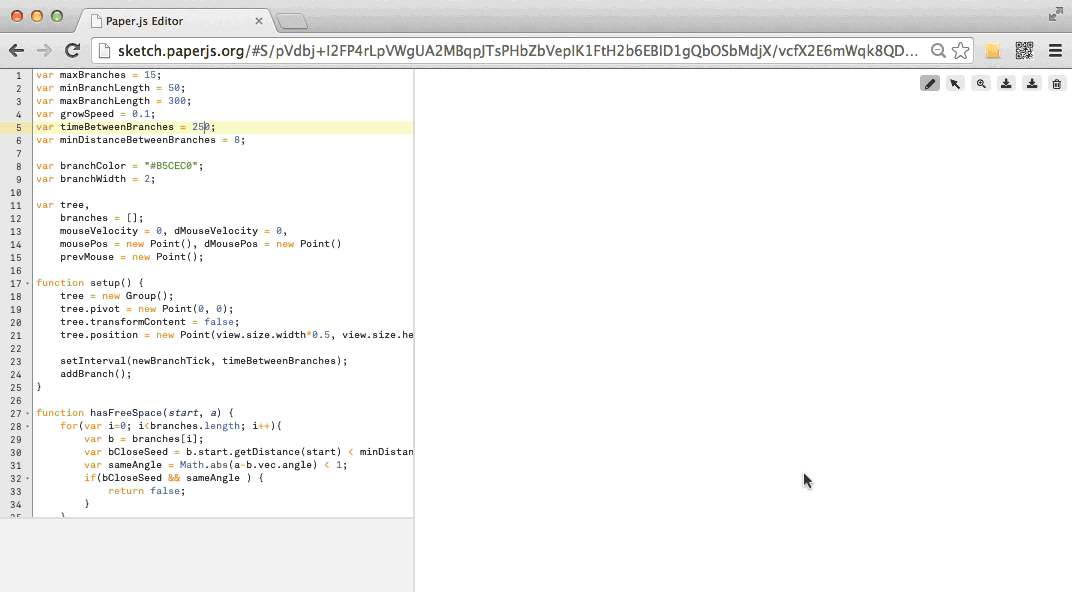 Paper.js Editor
sketch.paperjs.org/#S/pVdbj+I2FP4rLpVWgUA2MBqpJTsPHbZbVepIK1FtH2b6EBID1gQbOSbMdjX/vcfX2E6mWqk8QD...
1 var maxBranches = 15;
2 var minBranchLength = 50;
3 var maxBranchLength = 300;
4 var growSpeed = 0.1;
5 var timeBetweenBranches = 250;
6 var minDistanceBetweenBranches = 8;
7
8 var branchColor = "#B5CEC0";
9 var branchWidth = 2;
10
11 var tree,
12 branches = [];
13 mouseVelocity = 0, dMouseVelocity = 0,
14 mousePos = new Point(), dMousePos = new Point()
15 prevMouse = new Point();
16
17 function setup() {
18 tree = new Group();
19 tree.pivot = new Point(0, 0);
20 tree.transformContent = false;
21 tree.position = new Point(view.size.width*0.5, view.size.he
22
23 setInterval(newBranchTick, timeBetweenBranches);
24 addBranch();
25 }
26
27 function hasFreeSpace(start, a) {
28 for(var i=0; i<branches.length; i++){
29 var b = branches[i];
30 var bCloseSeed = b.start.getDistance(start) < minDistan
31 var sameAngle = Math.abs(a-b.vec.angle) < 1;
32 if(bCloseSeed && sameAngle ) {
33 return false;
34 }
35 }